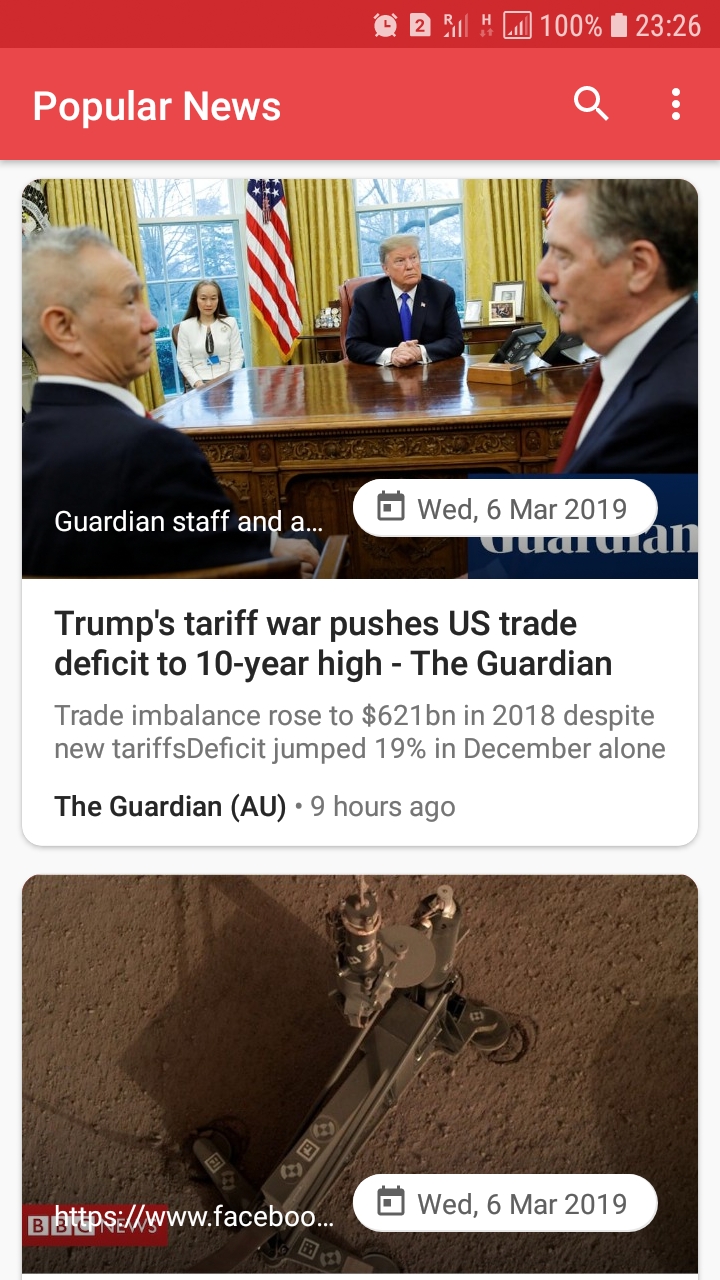 2 R H 100% 23:26
Popular News
Guardian staff and a...
Wed, 6 Mar 2019
Guardian
Trump's tariff war pushes US trade
deficit to 10-year high - The Guardian
Trade imbalance rose to $621bn in 2018 despite
new tariffsDeficit jumped 19% in December alone
The Guardian (AU) • 9 hours ago
https://www.faceboo...
BBC NEWS
Wed, 6 Mar 2019